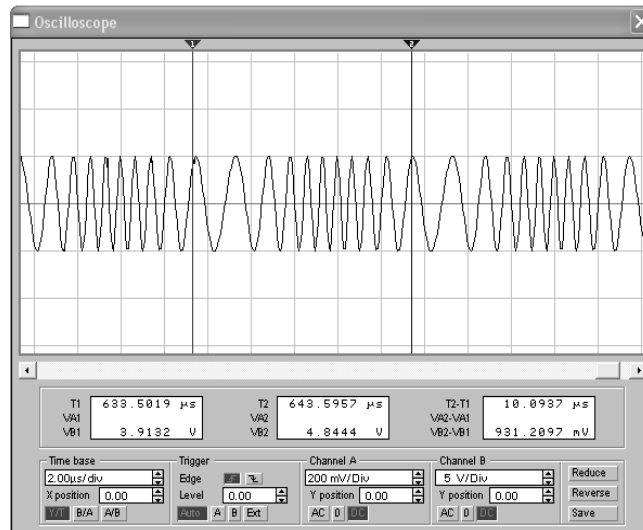 Oscilloscope
1 2
T1 633.5019 µs T2 643.5957 µs T2-T1 10.0937 µs
VA1 VA2 VA2-VA1
VB1 3.9132 V VB2 4.8444 V VB2-VB1 931.2097 mV
Time base Trigger Channel A Channel B
2.00µs/div Edge 200 mV/Div 5 V/Div Reduce
X position 0.00 Level 0.00 Y position 0.00 Y position 0.00 Reverse
Y/T B/A A/B Auto A B Ext AC 0 DC AC 0 DC Save